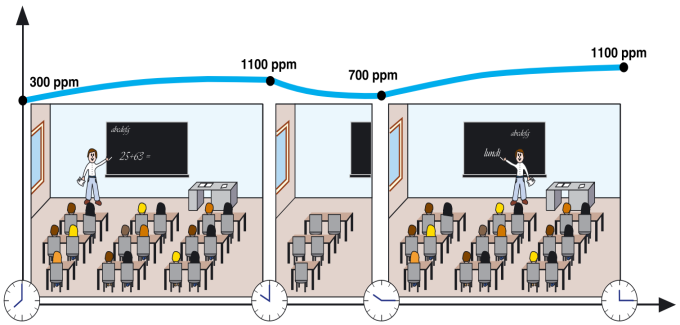 300 ppm
1100 ppm
700 ppm
1100 ppm
abcdefg
25+63 =
abcdefg
lundi